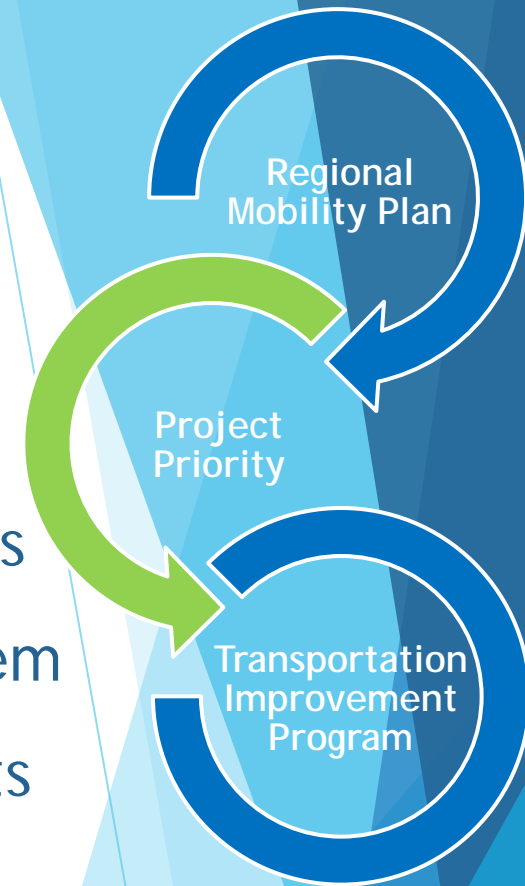 Regional
Mobility Plan
Project
Priority
Transportation
Improvement
Program